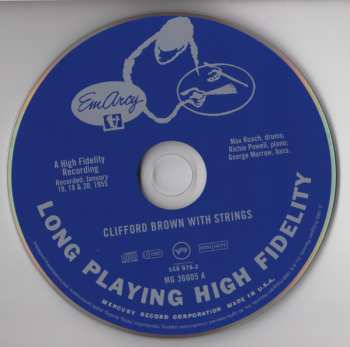 EmArcy
A High Fidelity
Recording
Recorded: January
18, 19 & 20, 1955
Max Roach, drums;
Richie Powell, piano;
George Morrow, bass.
CLIFFORD BROWN WITH STRINGS
MG 36005 A
LONG PLAYING HIGH FIDELITY
MERCURY RECORD CORPORATION MADE IN U.S.A.